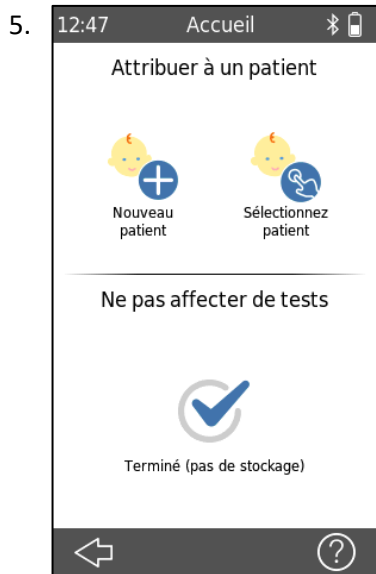 5.
12:47 Accueil
Attribuer à un patient
Nouveau patient
Sélectionnez patient
Ne pas affecter de tests
Terminé (pas de stockage)
?